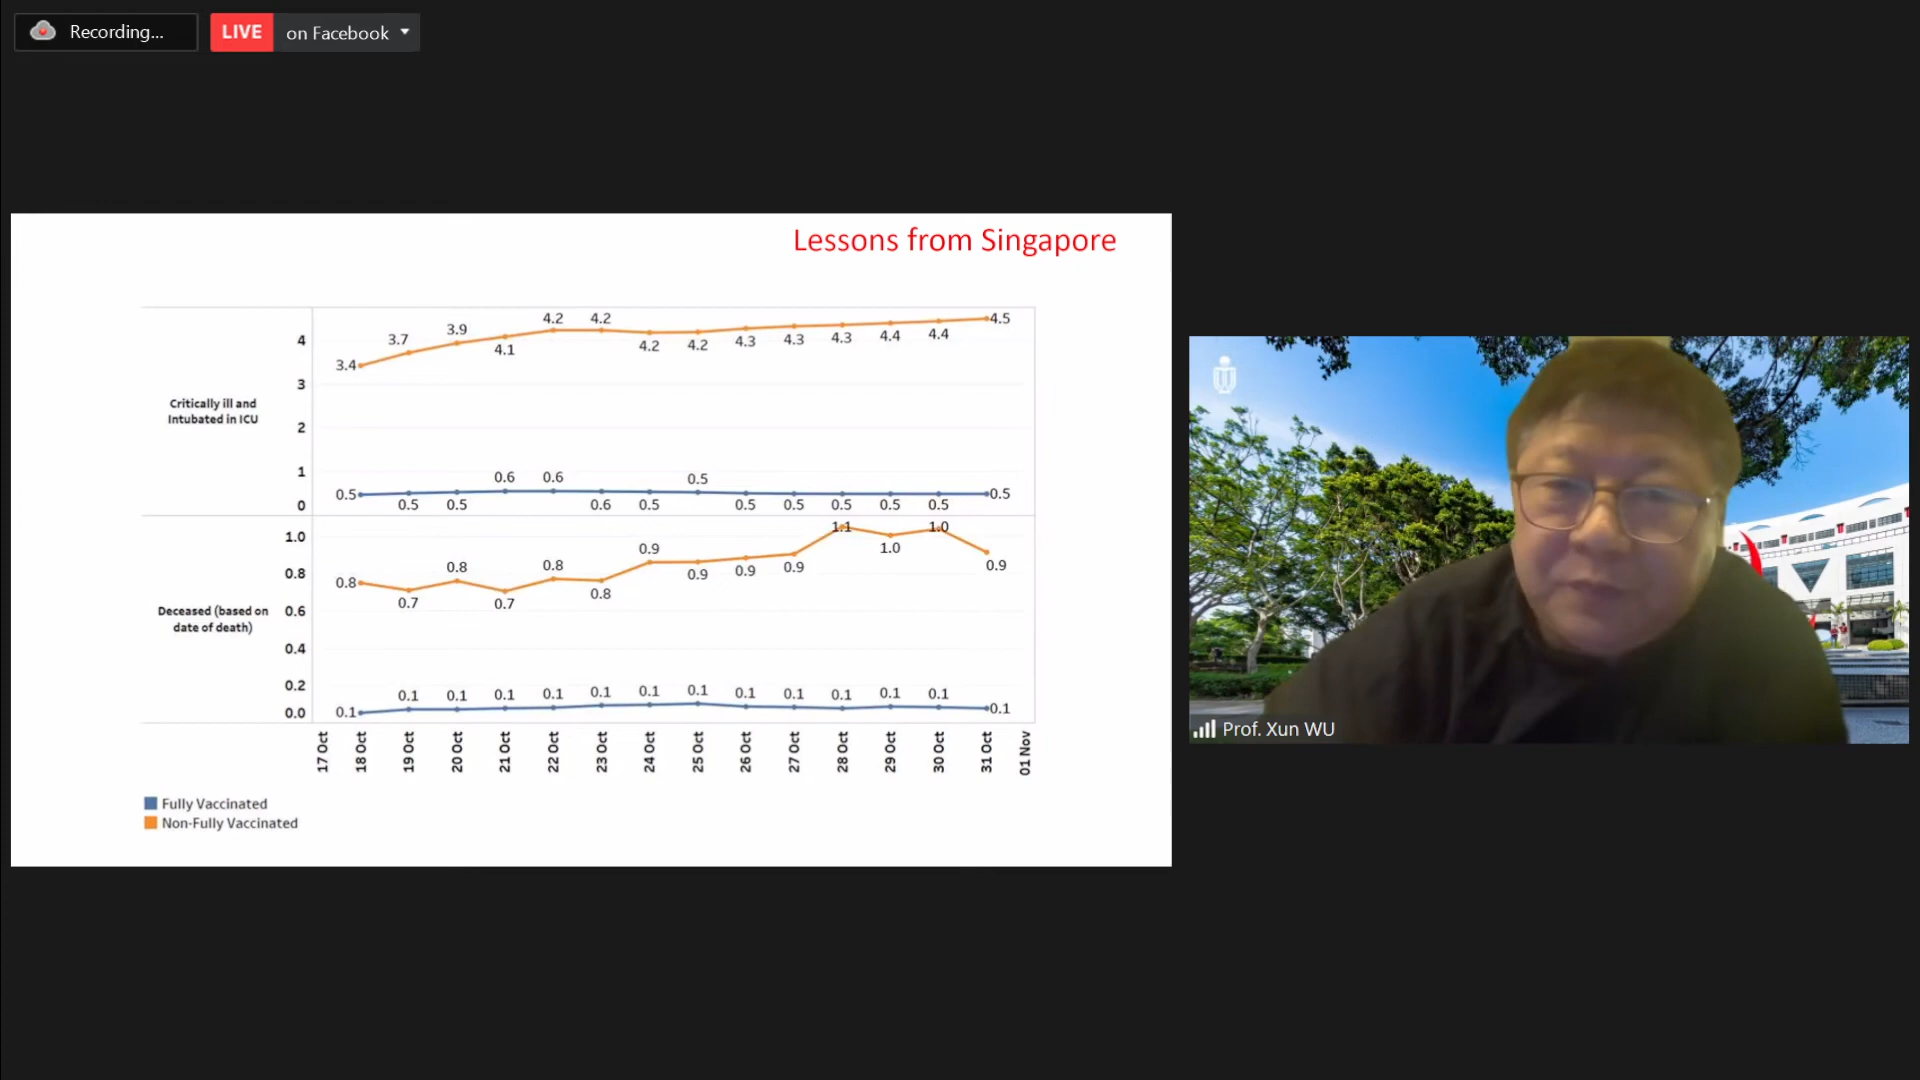 Recording...
LIVE on Facebook
Lessons from Singapore
Critically ill and
Intubated in ICU
4
3
2
1
0
3.4 3.7 3.9 4.1 4.2 4.2 4.2 4.2 4.3 4.3 4.3 4.4 4.4 4.5
0.5 0.5 0.5 0.6 0.6 0.6 0.5 0.5 0.5 0.5 0.5 0.5 0.5 0.5
Deceased (based on
date of death)
1.0
0.8
0.6
0.4
0.2
0.0
0.8 0.7 0.8 0.7 0.8 0.8 0.9 0.9 0.9 0.9 1.1 1.0 1.0 0.9
0.1 0.1 0.1 0.1 0.1 0.1 0.1 0.1 0.1 0.1 0.1 0.1 0.1 0.1
17 Oct 18 Oct 19 Oct 20 Oct 21 Oct 22 Oct 23 Oct 24 Oct 25 Oct 26 Oct 27 Oct 28 Oct 29 Oct 30 Oct 31 Oct 01 Nov
Fully Vaccinated
Non-Fully Vaccinated
Prof. Xun WU